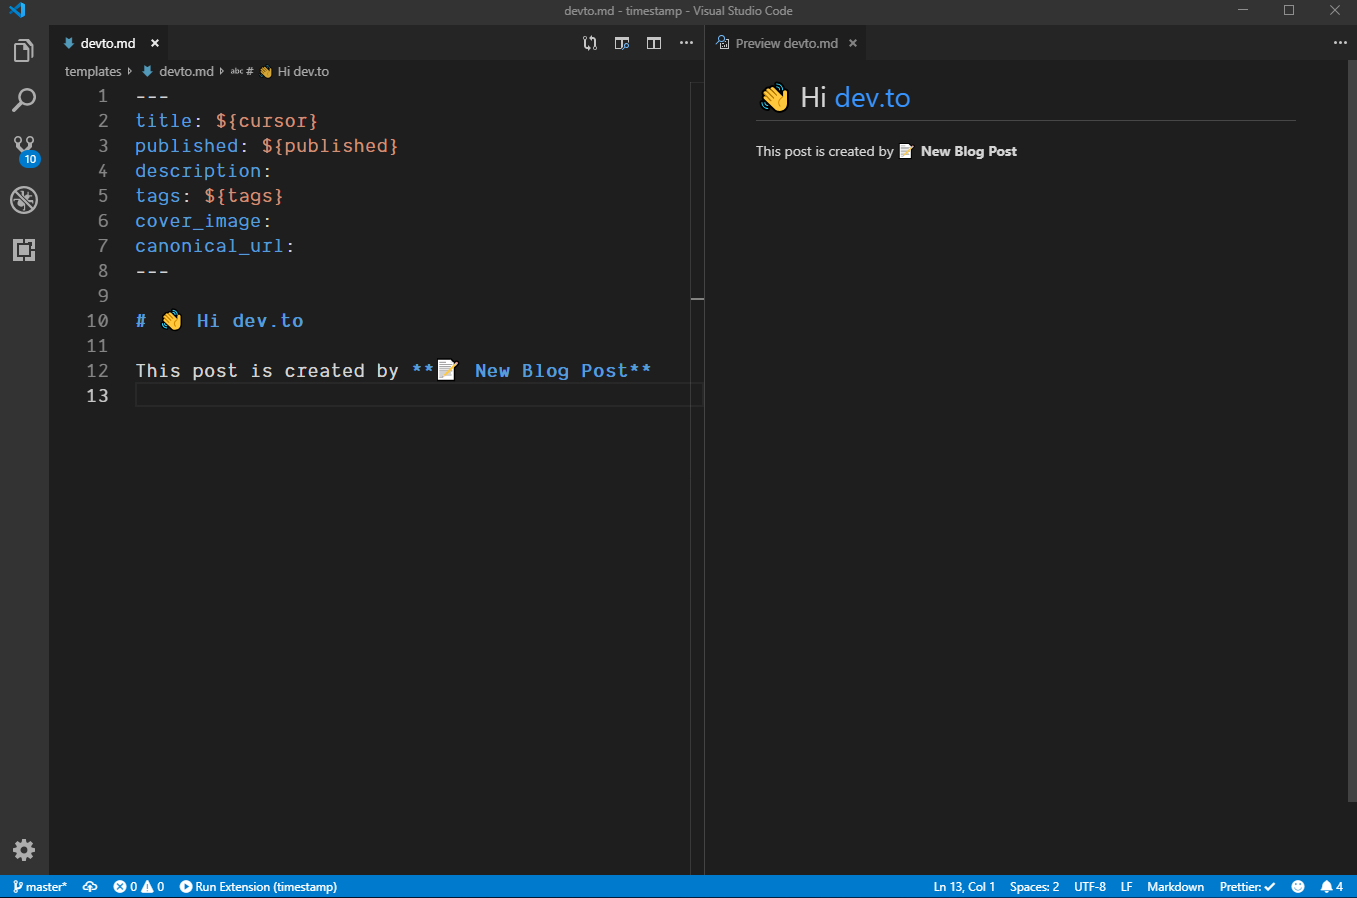 devto.md - timestamp - Visual Studio Code
devto.md ×
Preview devto.md ×
templates devto.md abc # 👋 Hi dev.to
10
1 ---
2 title: ${cursor}
3 published: ${published}
4 description:
5 tags: ${tags}
6 cover_image:
7 canonical_url:
8 ---
9
10 # 👋 Hi dev.to
11
12 This post is created by **📝 New Blog Post**
13
👋 Hi dev.to
This post is created by 📝 New Blog Post
master* 0 0 Run Extension (timestamp) Ln 13, Col 1 Spaces: 2 UTF-8 LF Markdown Prettier: ✓ 4